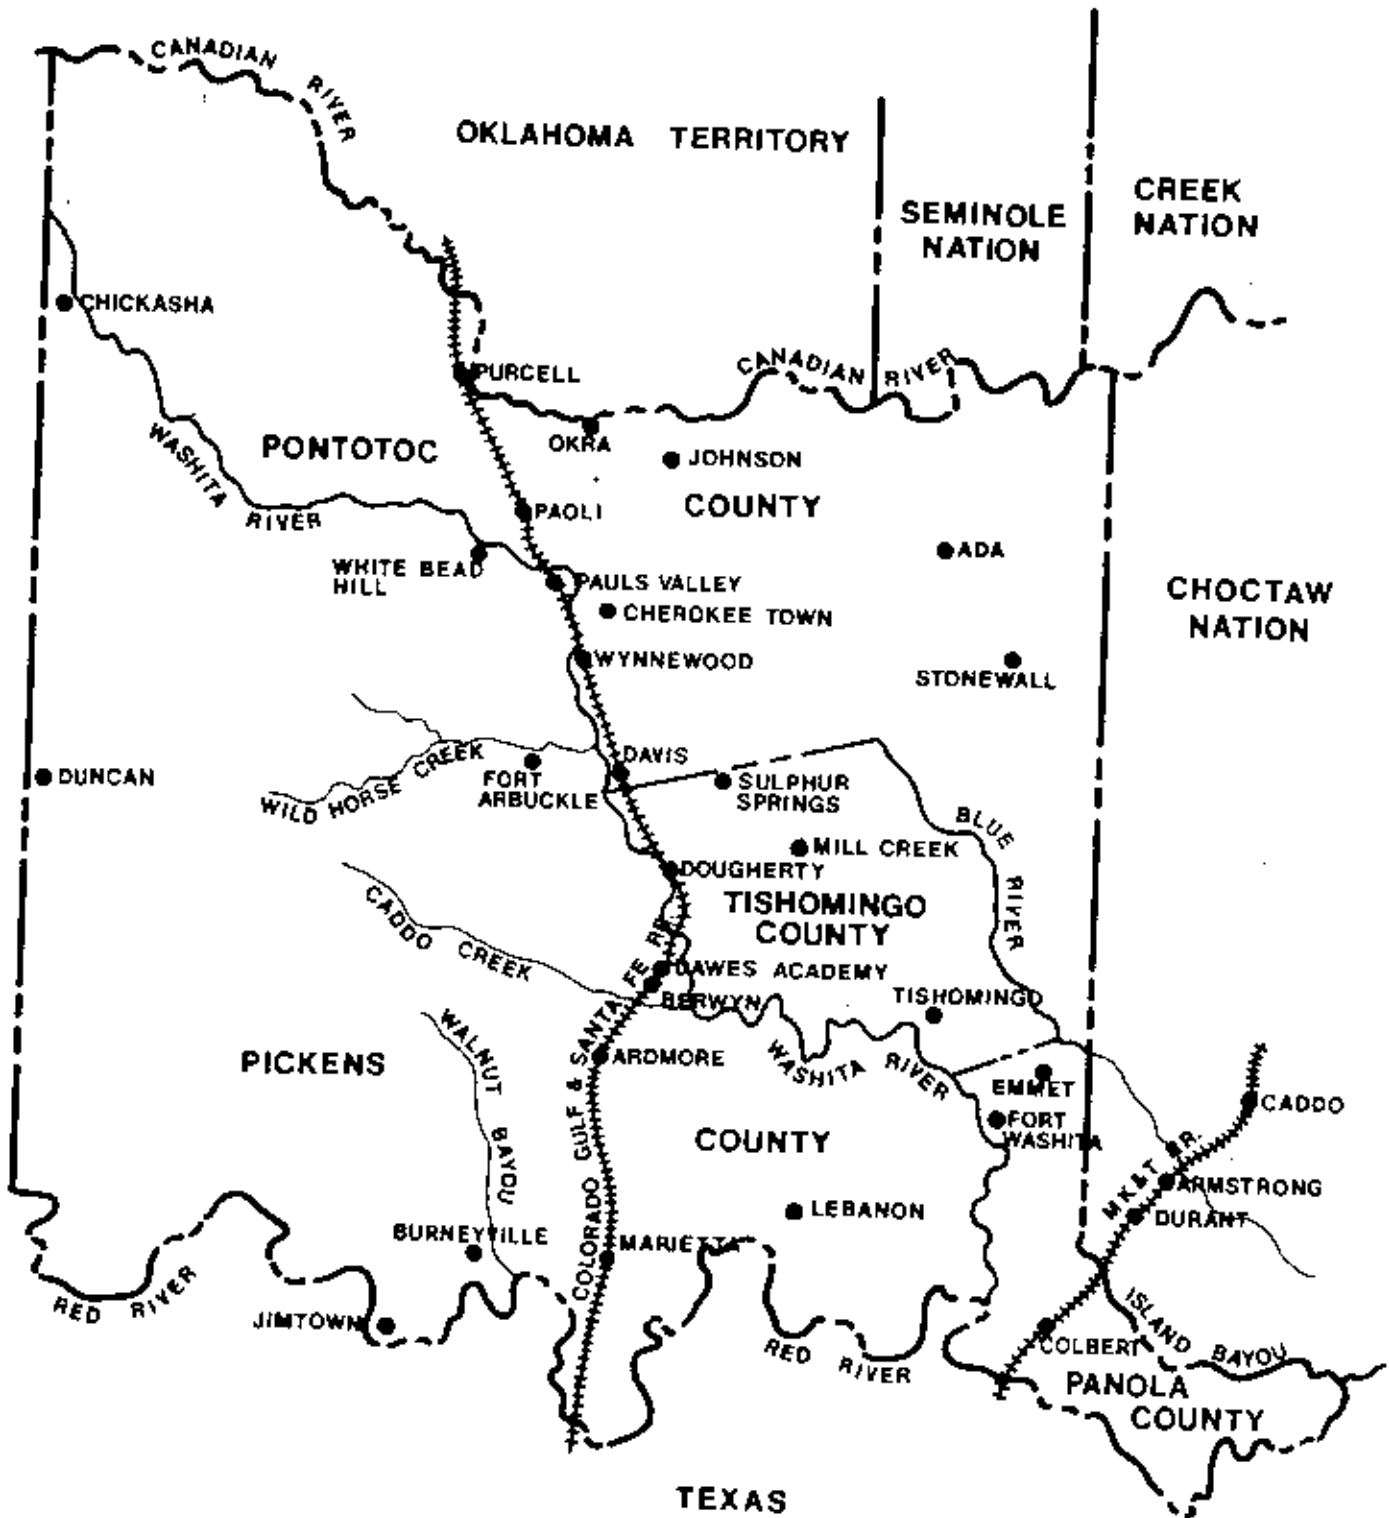 CANADIAN
RIVER
OKLAHOMA TERRITORY
CREEK
NATION
SEMINOLE
NATION
CHICKASHA
CANADIAN RIVER
PURCELL
WASHITA
RIVER
PONTOTOC
OKRA
JOHNSON
COUNTY
PAOLI
ADA
WHITE BEAD
HILL
PAULS VALLEY
CHEROKEE TOWN
CHOCTAW
NATION
WYNNEWOOD
STONEWALL
DUNCAN
WILD HORSE CREEK
FORT
ARBUCKLE
DAVIS
SULPHUR
SPRINGS
BLUE
RIVER
MILL CREEK
DOUGHERTY
CADDO CREEK
TISHOMINGO
COUNTY
DAWES ACADEMY
BERWYN
TISHOMINGO
WALNUT
BAYOU
PICKENS
COLORADO GULF & SANTA FE RR
ARDMORE
WASHITA RIVER
EMMET
CADDO
FORT
WASHITA
COUNTY
MK&T RR.
ARMSTRONG
DURANT
LEBANON
BURNEYVILLE
MARIETTA
RED RIVER
JIMTOWN
RED RIVER
ISLAND
BAYOU
COLBERT
PANOLA
COUNTY
TEXAS